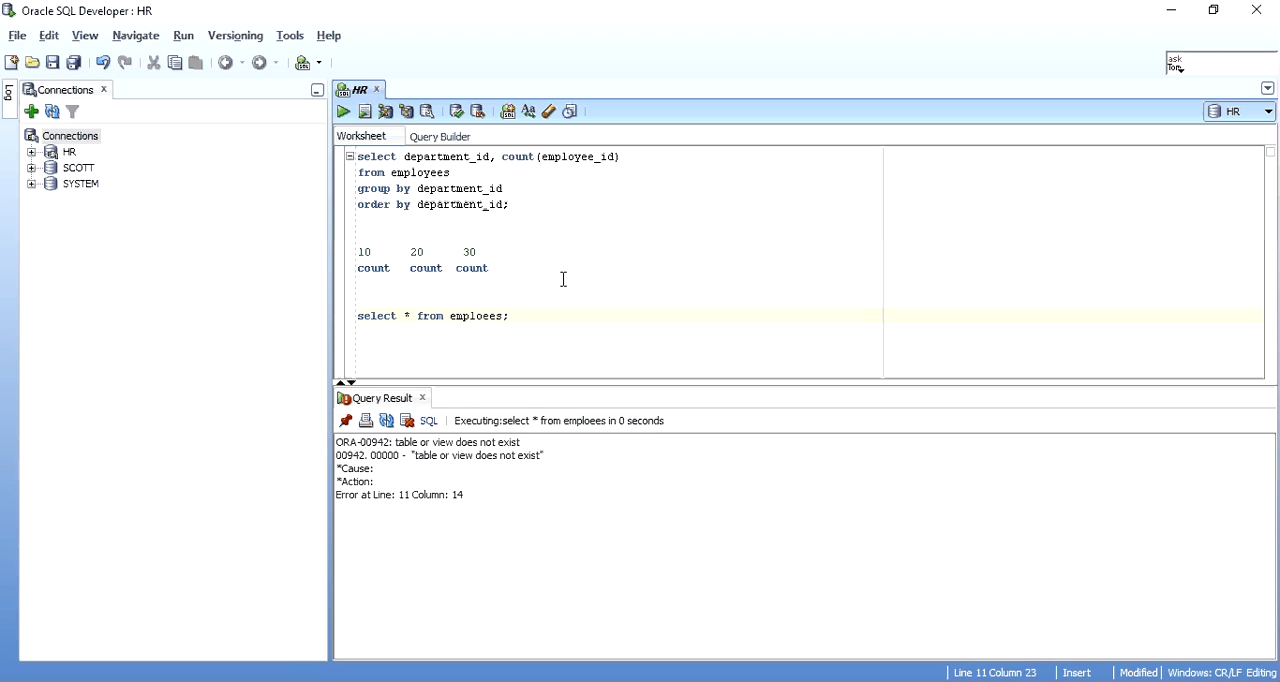 Oracle SQL Developer : HR
File Edit View Navigate Run Versioning Tools Help
ask
Tom
Log
Connections
HR
HR
Worksheet Query Builder
Connections
HR
SCOTT
SYSTEM
select department_id, count(employee_id)
from employees
group by department_id
order by department_id;
10 20 30
count count count
select * from emploees;
Query Result
SQL Executing:select * from emploees in 0 seconds
ORA-00942: table or view does not exist
00942. 00000 - "table or view does not exist"
*Cause:
*Action:
Error at Line: 11 Column: 14
Line 11 Column 23 Insert Modified Windows: CR/LF Editing